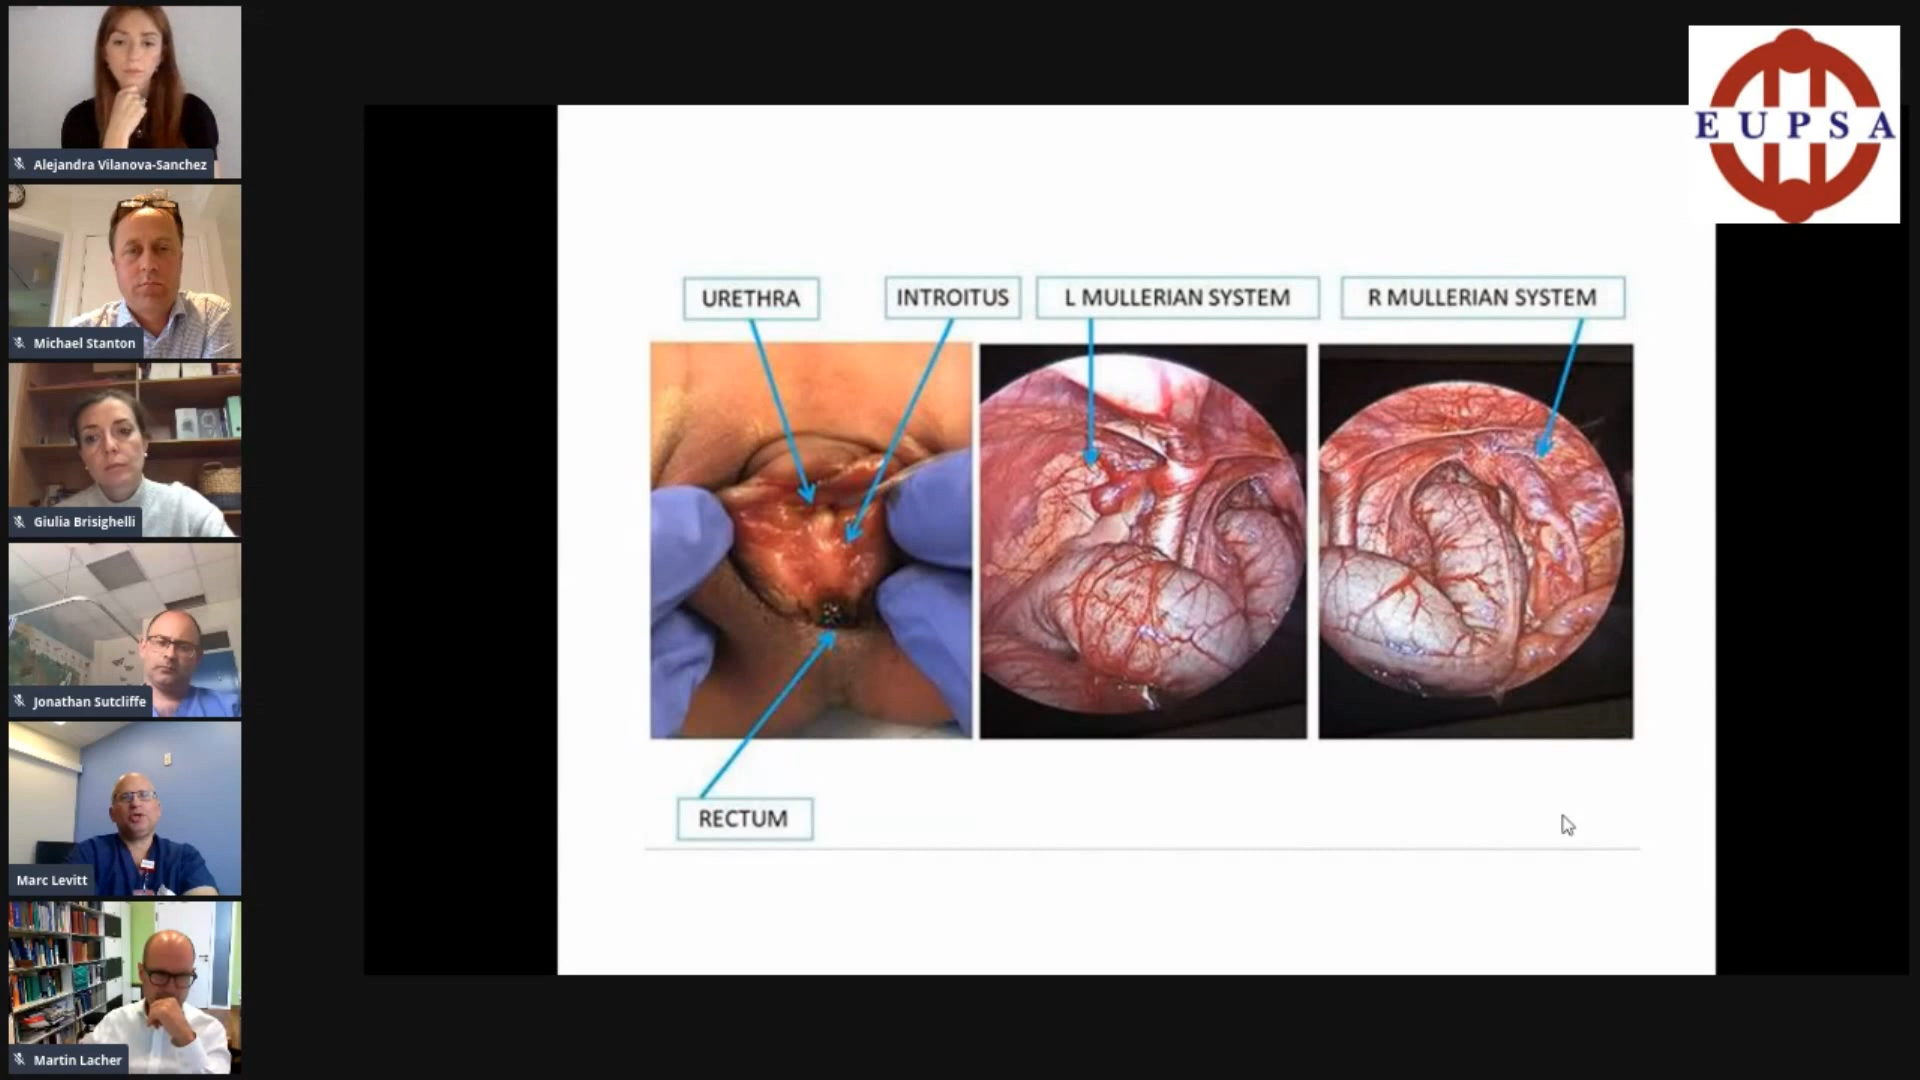 Alejandra Vilanova-Sanchez
Michael Stanton
Giulia Brisighelli
Jonathan Sutcliffe
Marc Levitt
Martin Lacher
EUPSA
URETHRA
INTROITUS
L MULLERIAN SYSTEM
R MULLERIAN SYSTEM
RECTUM